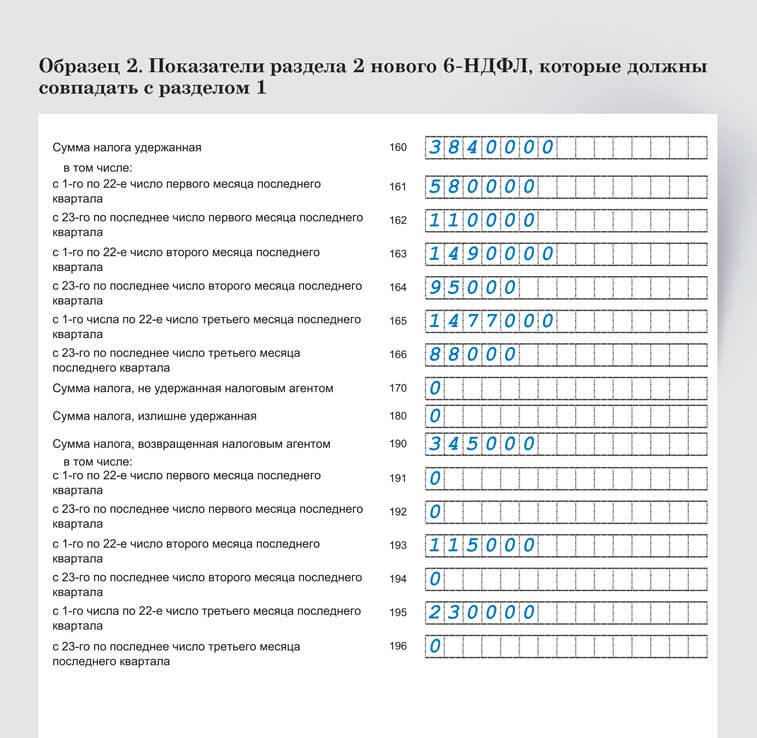 Образец 2. Показатели раздела 2 нового 6-НДФЛ, которые должны
совпадать с разделом 1
Сумма налога удержанная 160 3840000
в том числе:
с 1-го по 22-е число первого месяца последнего
квартала 161 580000
с 23-го по последнее число первого месяца последнего
квартала 162 110000
с 1-го по 22-е число второго месяца последнего
квартала 163 1490000
с 23-го по последнее число второго месяца последнего
квартала 164 95000
с 1-го числа по 22-е число третьего месяца последнего
квартала 165 1477000
с 23-го по последнее число третьего месяца
последнего квартала 166 88000
Сумма налога, не удержанная налоговым агентом 170 0
Сумма налога, излишне удержанная 180 0
Сумма налога, возвращенная налоговым агентом 190 345000
в том числе:
с 1-го по 22-е число первого месяца последнего
квартала 191 0
с 23-го по последнее число первого месяца последнего
квартала 192 0
с 1-го по 22-е число второго месяца последнего
квартала 193 115000
с 23-го по последнее число второго месяца последнего
квартала 194 0
с 1-го числа по 22-е число третьего месяца последнего
квартала 195 230000
с 23-го по последнее число третьего месяца
последнего квартала 196 0